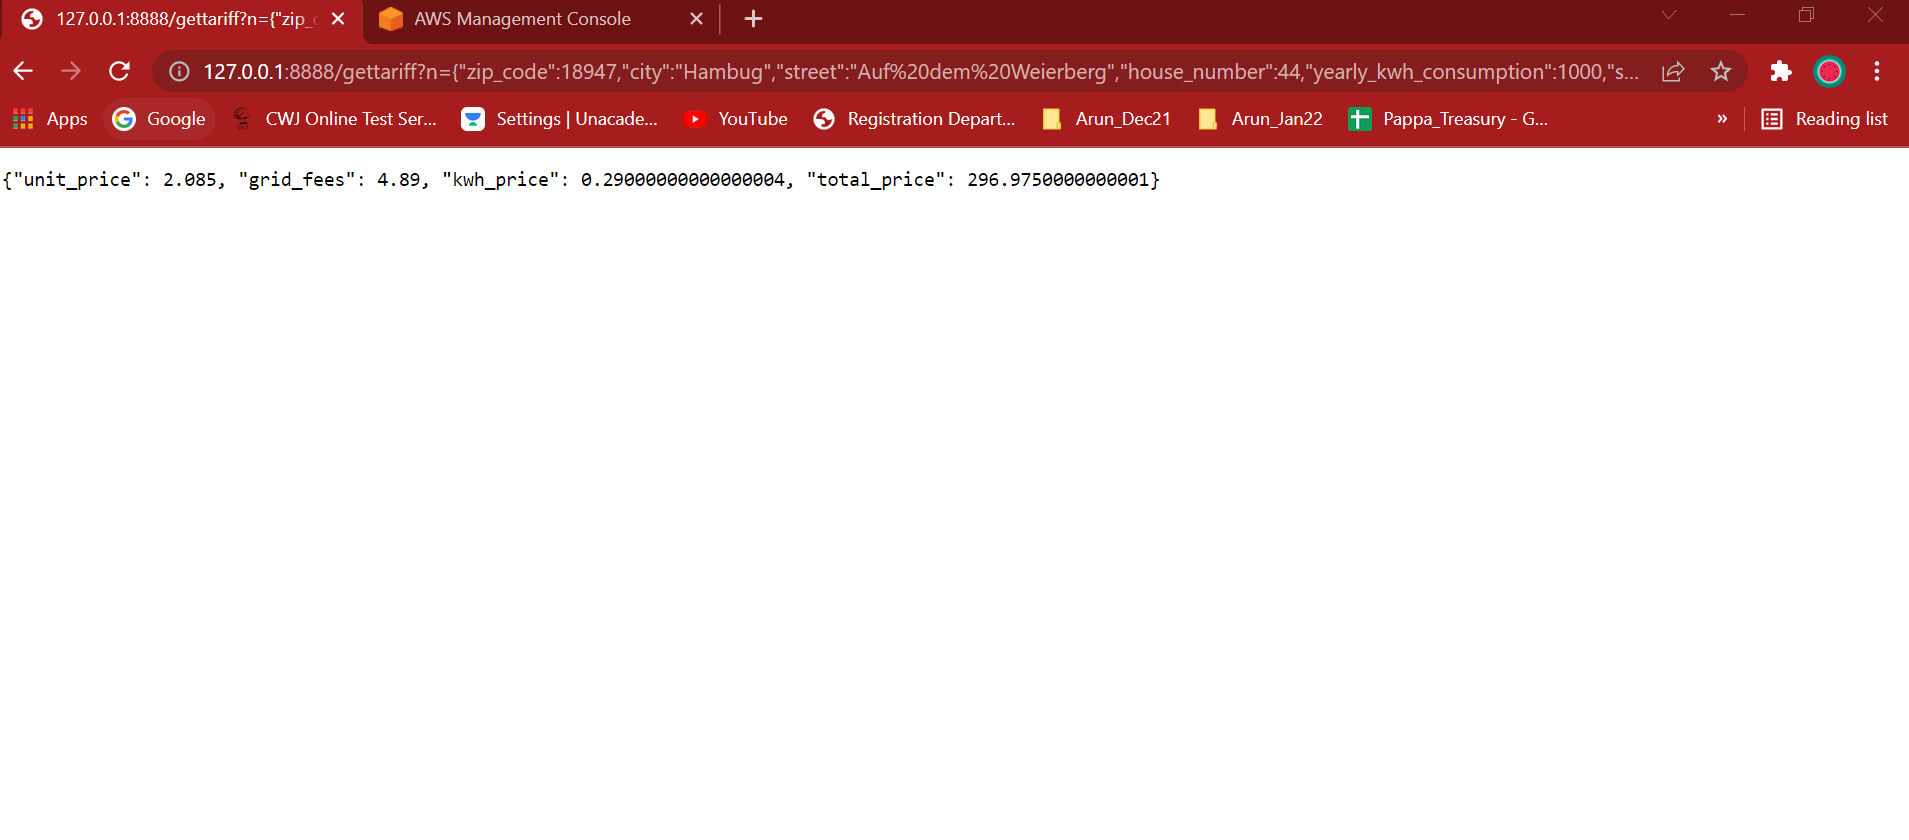 127.0.0.1:8888/gettariff?n={"zip_c
AWS Management Console
127.0.0.1:8888/gettariff?n={"zip_code":18947,"city":"Hambug","street":"Auf%20dem%20Weierberg","house_number":44,"yearly_kwh_consumption":1000,"s...
Apps Google CWJ Online Test Ser... Settings | Unacade... YouTube Registration Depart... Arun_Dec21 Arun_Jan22 Pappa_Treasury - G... » Reading list
{"unit_price": 2.085, "grid_fees": 4.89, "kwh_price": 0.29000000000000004, "total_price": 296.9750000000001}